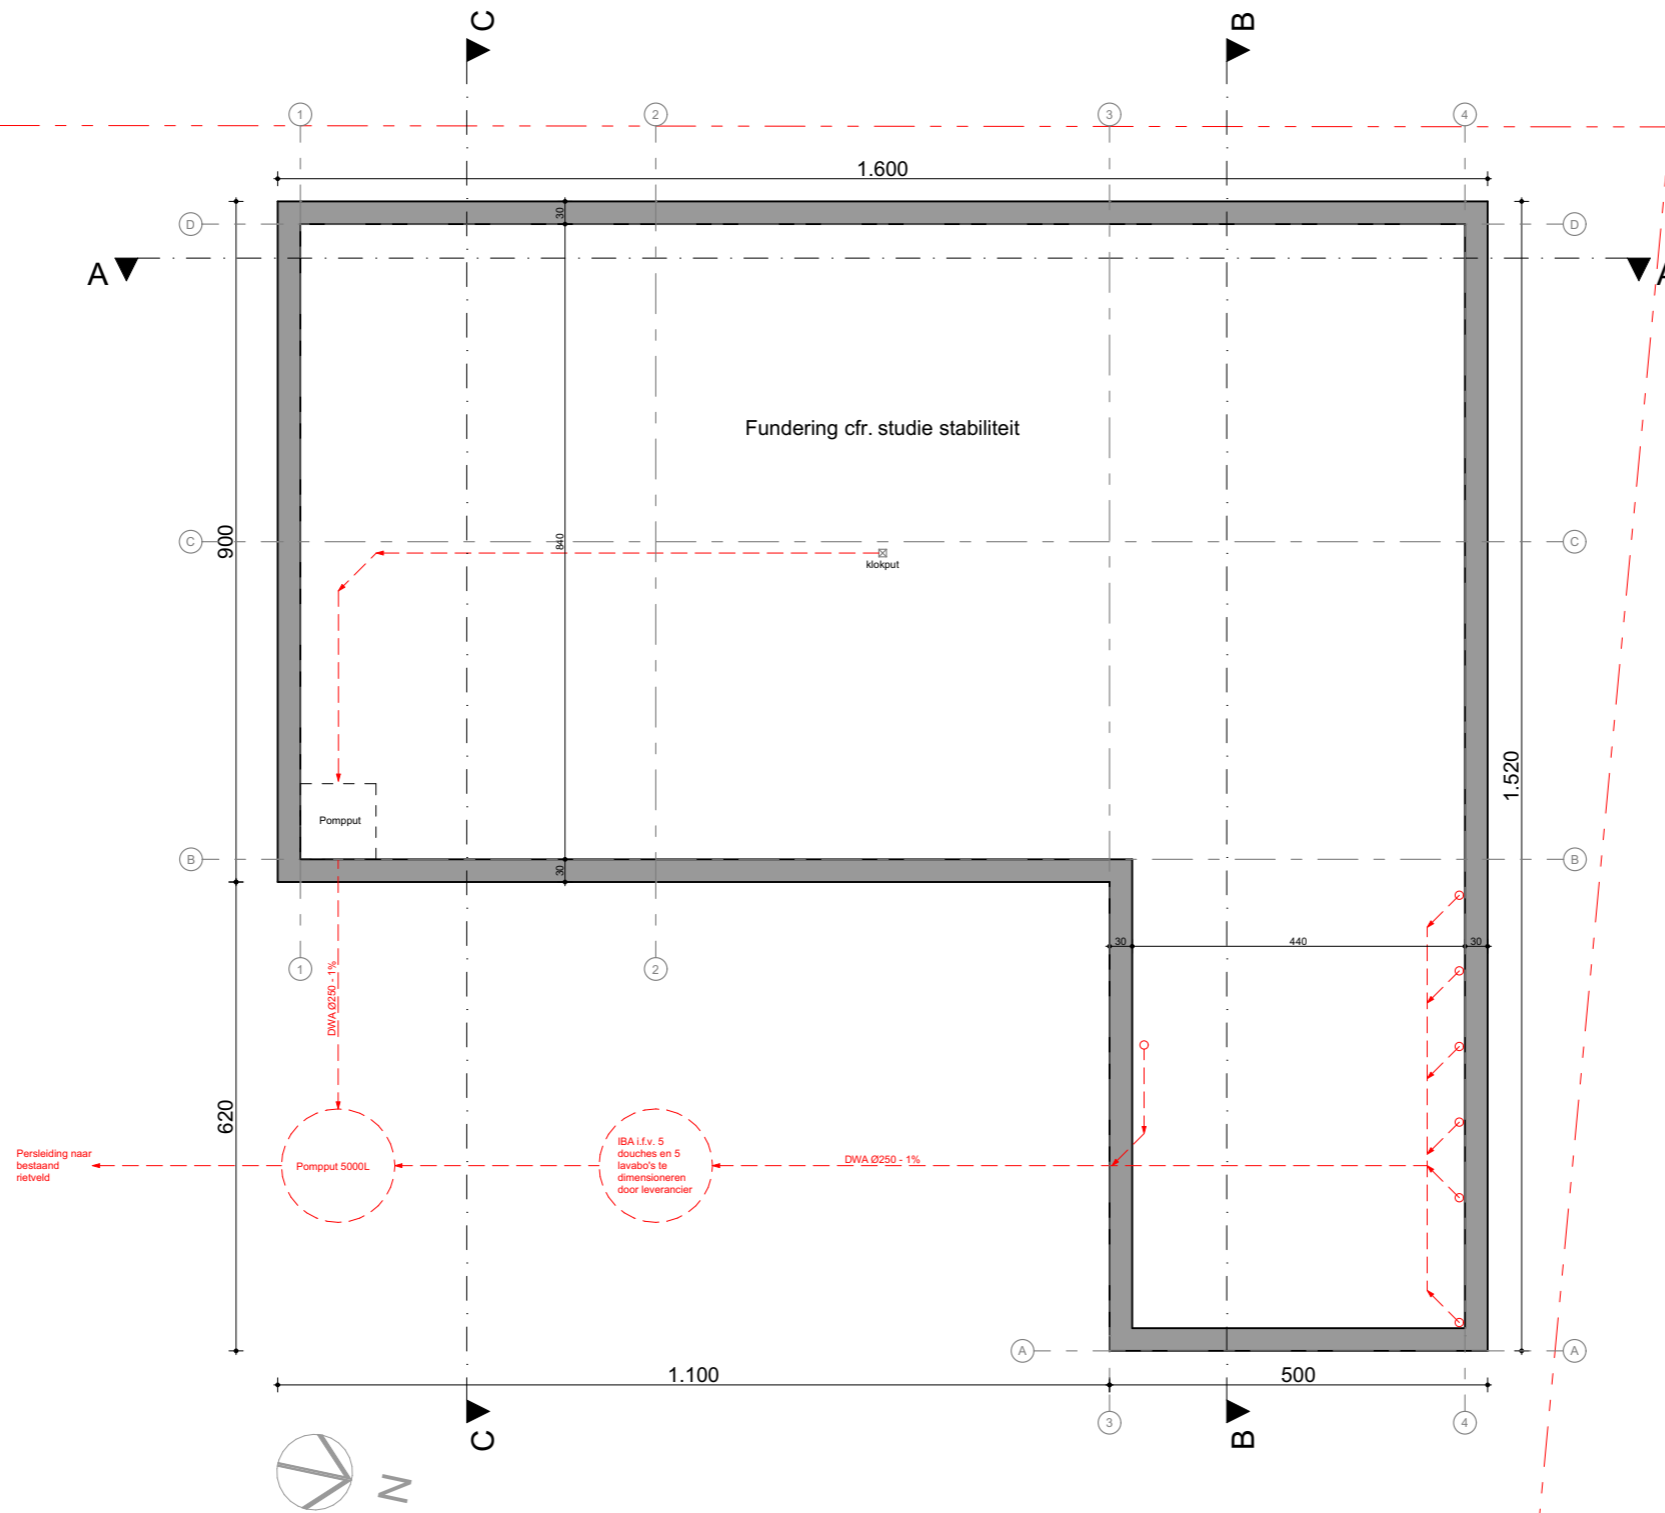 C
B
1
2
3
4
1.600
30
D
D
A
A
Fundering cfr. studie stabiliteit
900
C
840
C
klokput
1.520
Pompput
B
30
B
30
440
30
1
2
DWA Ø250 - 1%
620
Persleiding naar
bestaand
rietveld
Pompput 5000L
IBA i.f.v. 5
douches en 5
lavabo's te
dimensioneren
door leverancier
DWA Ø250 - 1%
A
A
1.100
500
C
B
3
4
N